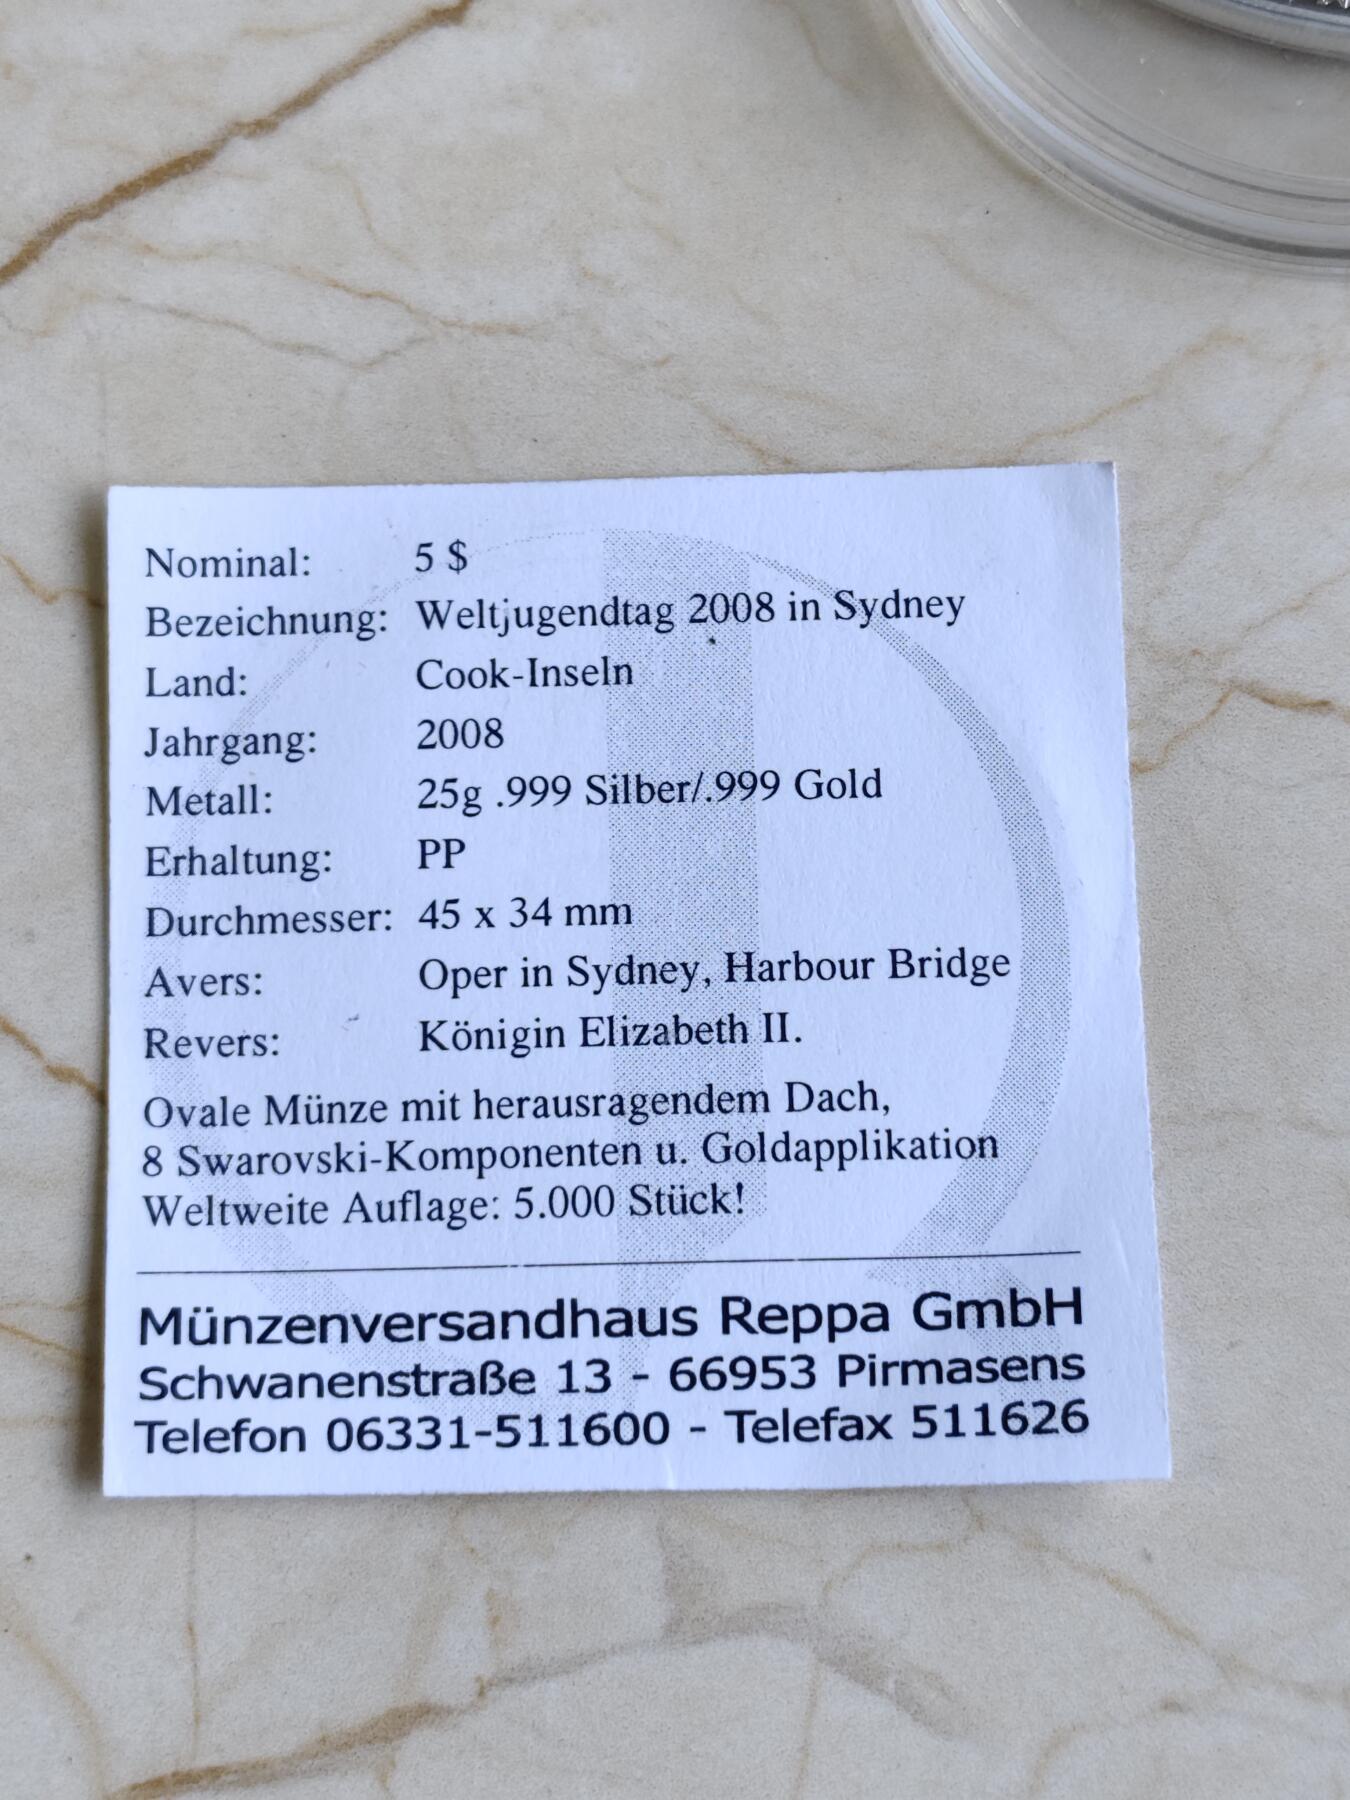 Nominal: 5 $
Bezeichnung: Weltjugendtag 2008 in Sydney
Land: Cook-Inseln
Jahrgang: 2008
Metall: 25g .999 Silber/.999 Gold
Erhaltung: PP
Durchmesser: 45 x 34 mm
Avers: Oper in Sydney, Harbour Bridge
Revers: Königin Elizabeth II.
Ovale Münze mit herausragendem Dach,
8 Swarovski-Komponenten u. Goldapplikation
Weltweite Auflage: 5.000 Stück!
Münzenversandhaus Reppa GmbH
Schwanenstraße 13 - 66953 Pirmasens
Telefon 06331-511600 - Telefax 511626